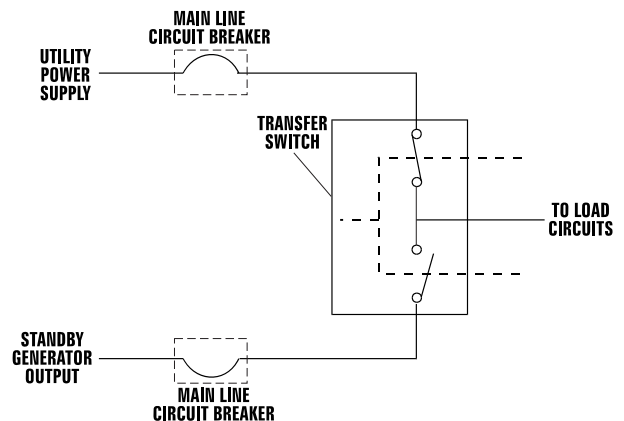 MAIN LINE
CIRCUIT BREAKER
UTILITY
POWER
SUPPLY
TRANSFER
SWITCH
TO LOAD
CIRCUITS
STANDBY
GENERATOR
OUTPUT
MAIN LINE
CIRCUIT BREAKER